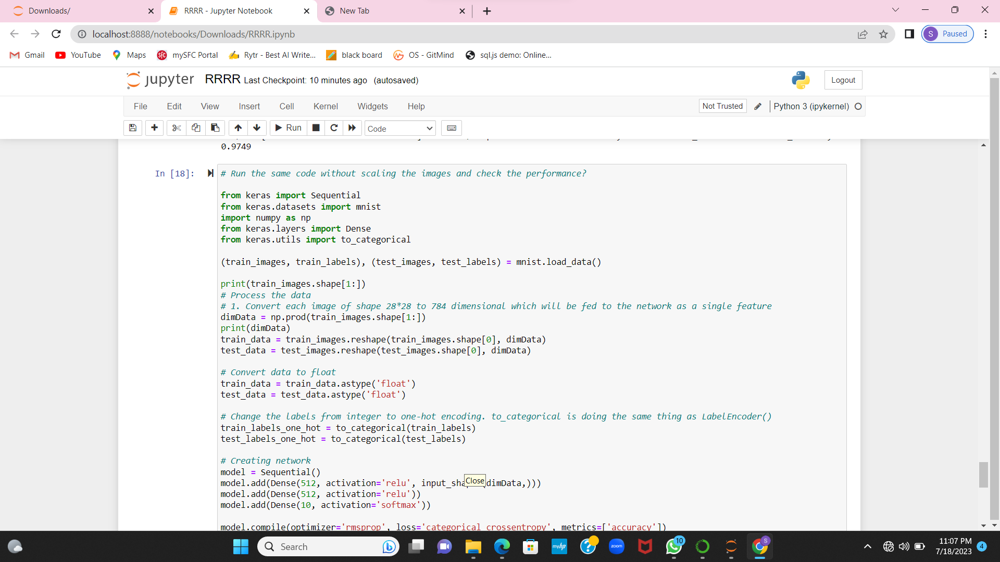 Downloads/
RRRR - Jupyter Notebook
New Tab
localhost:8888/notebooks/Downloads/RRRR.ipynb
S
Paused
Gmail
YouTube
Maps
SFC
mySFC Portal
Rytr - Best AI Write...
black board
OS - GitMind
sql.js demo: Online...
jupyter
RRRR Last Checkpoint: 10 minutes ago (autosaved)
Logout
File
Edit
View
Insert
Cell
Kernel
Widgets
Help
Not Trusted
Python 3 (ipykernel)
Run
Code
0.9749
In [18]:
# Run the same code without scaling the images and check the performance?
from keras import Sequential
from keras.datasets import mnist
import numpy as np
from keras.layers import Dense
from keras.utils import to_categorical
(train_images, train_labels), (test_images, test_labels) = mnist.load_data()
print(train_images.shape[1:])
# Process the data
# 1. Convert each image of shape 28*28 to 784 dimensional which will be fed to the network as a single feature
dimData = np.prod(train_images.shape[1:])
print(dimData)
train_data = train_images.reshape(train_images.shape[0], dimData)
test_data = test_images.reshape(test_images.shape[0], dimData)
# Convert data to float
train_data = train_data.astype('float')
test_data = test_data.astype('float')
# Change the labels from integer to one-hot encoding. to_categorical is doing the same thing as LabelEncoder()
train_labels_one_hot = to_categorical(train_labels)
test_labels_one_hot = to_categorical(test_labels)
# Creating network
model = Sequential()
model.add(Dense(512, activation='relu', input_sha Close (dimData,)))
model.add(Dense(512, activation='relu'))
model.add(Dense(10, activation='softmax'))
model.compile(optimizer='rmsprop', loss='categorical_crossentropy', metrics=['accuracy'])
Search
myhp
zoom
10
S
11:07 PM
7/18/2023
4